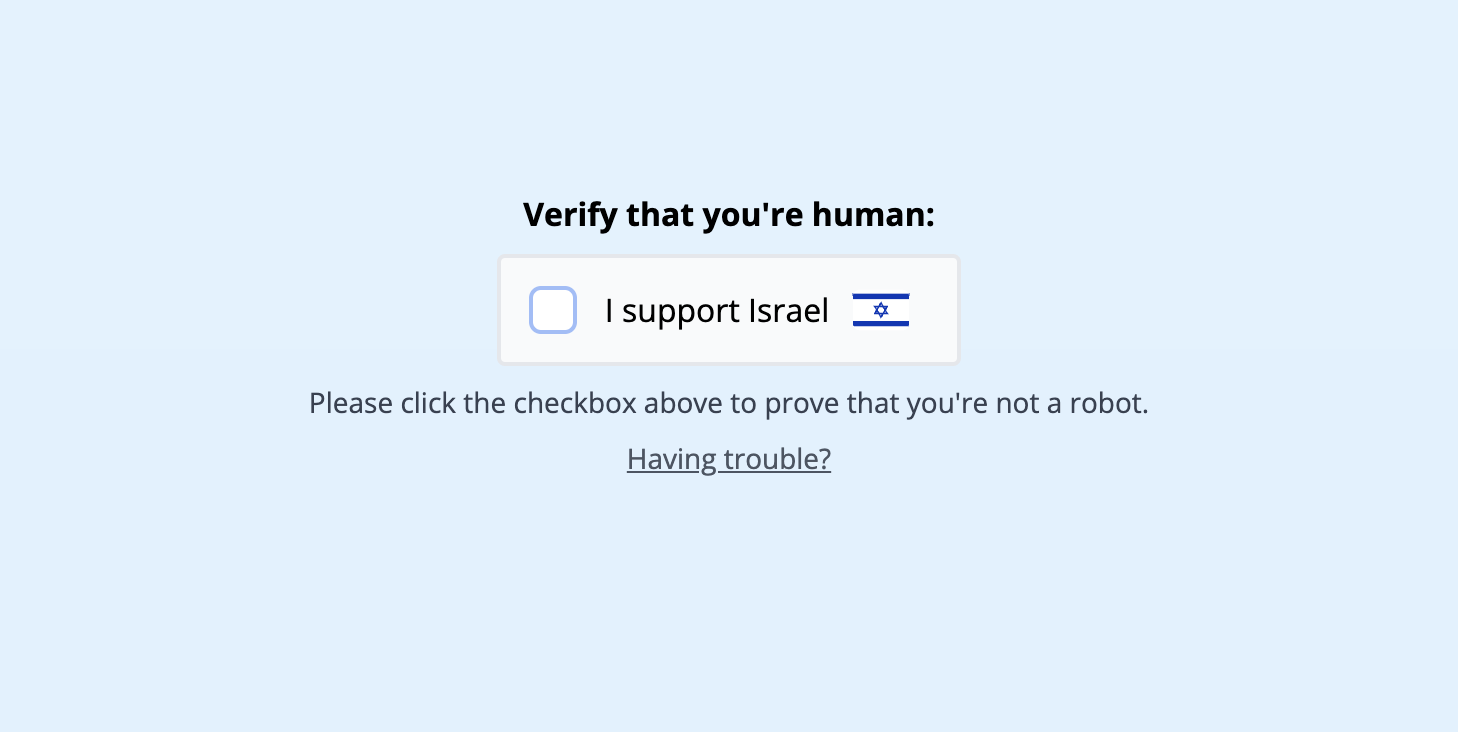 Verify that you're human:
I support Israel
Please click the checkbox above to prove that you're not a robot.
Having trouble?